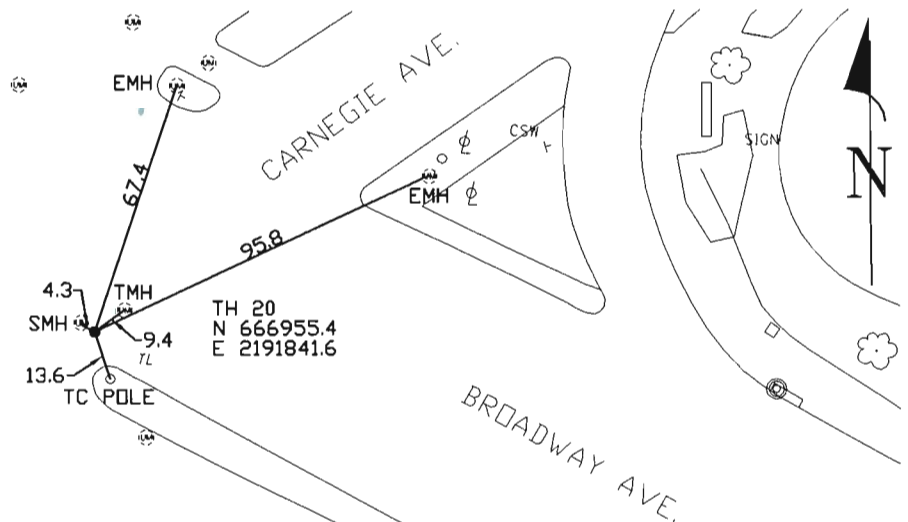 EMH
CARNEGIE AVE.
CSW
SIGN
67.4
EMH
N
95.8
4.3
TMH
TH 20
SMH
N 666955.4
9.4
E 2191841.6
TL
13.6
TC POLE
BROADWAY AVE.